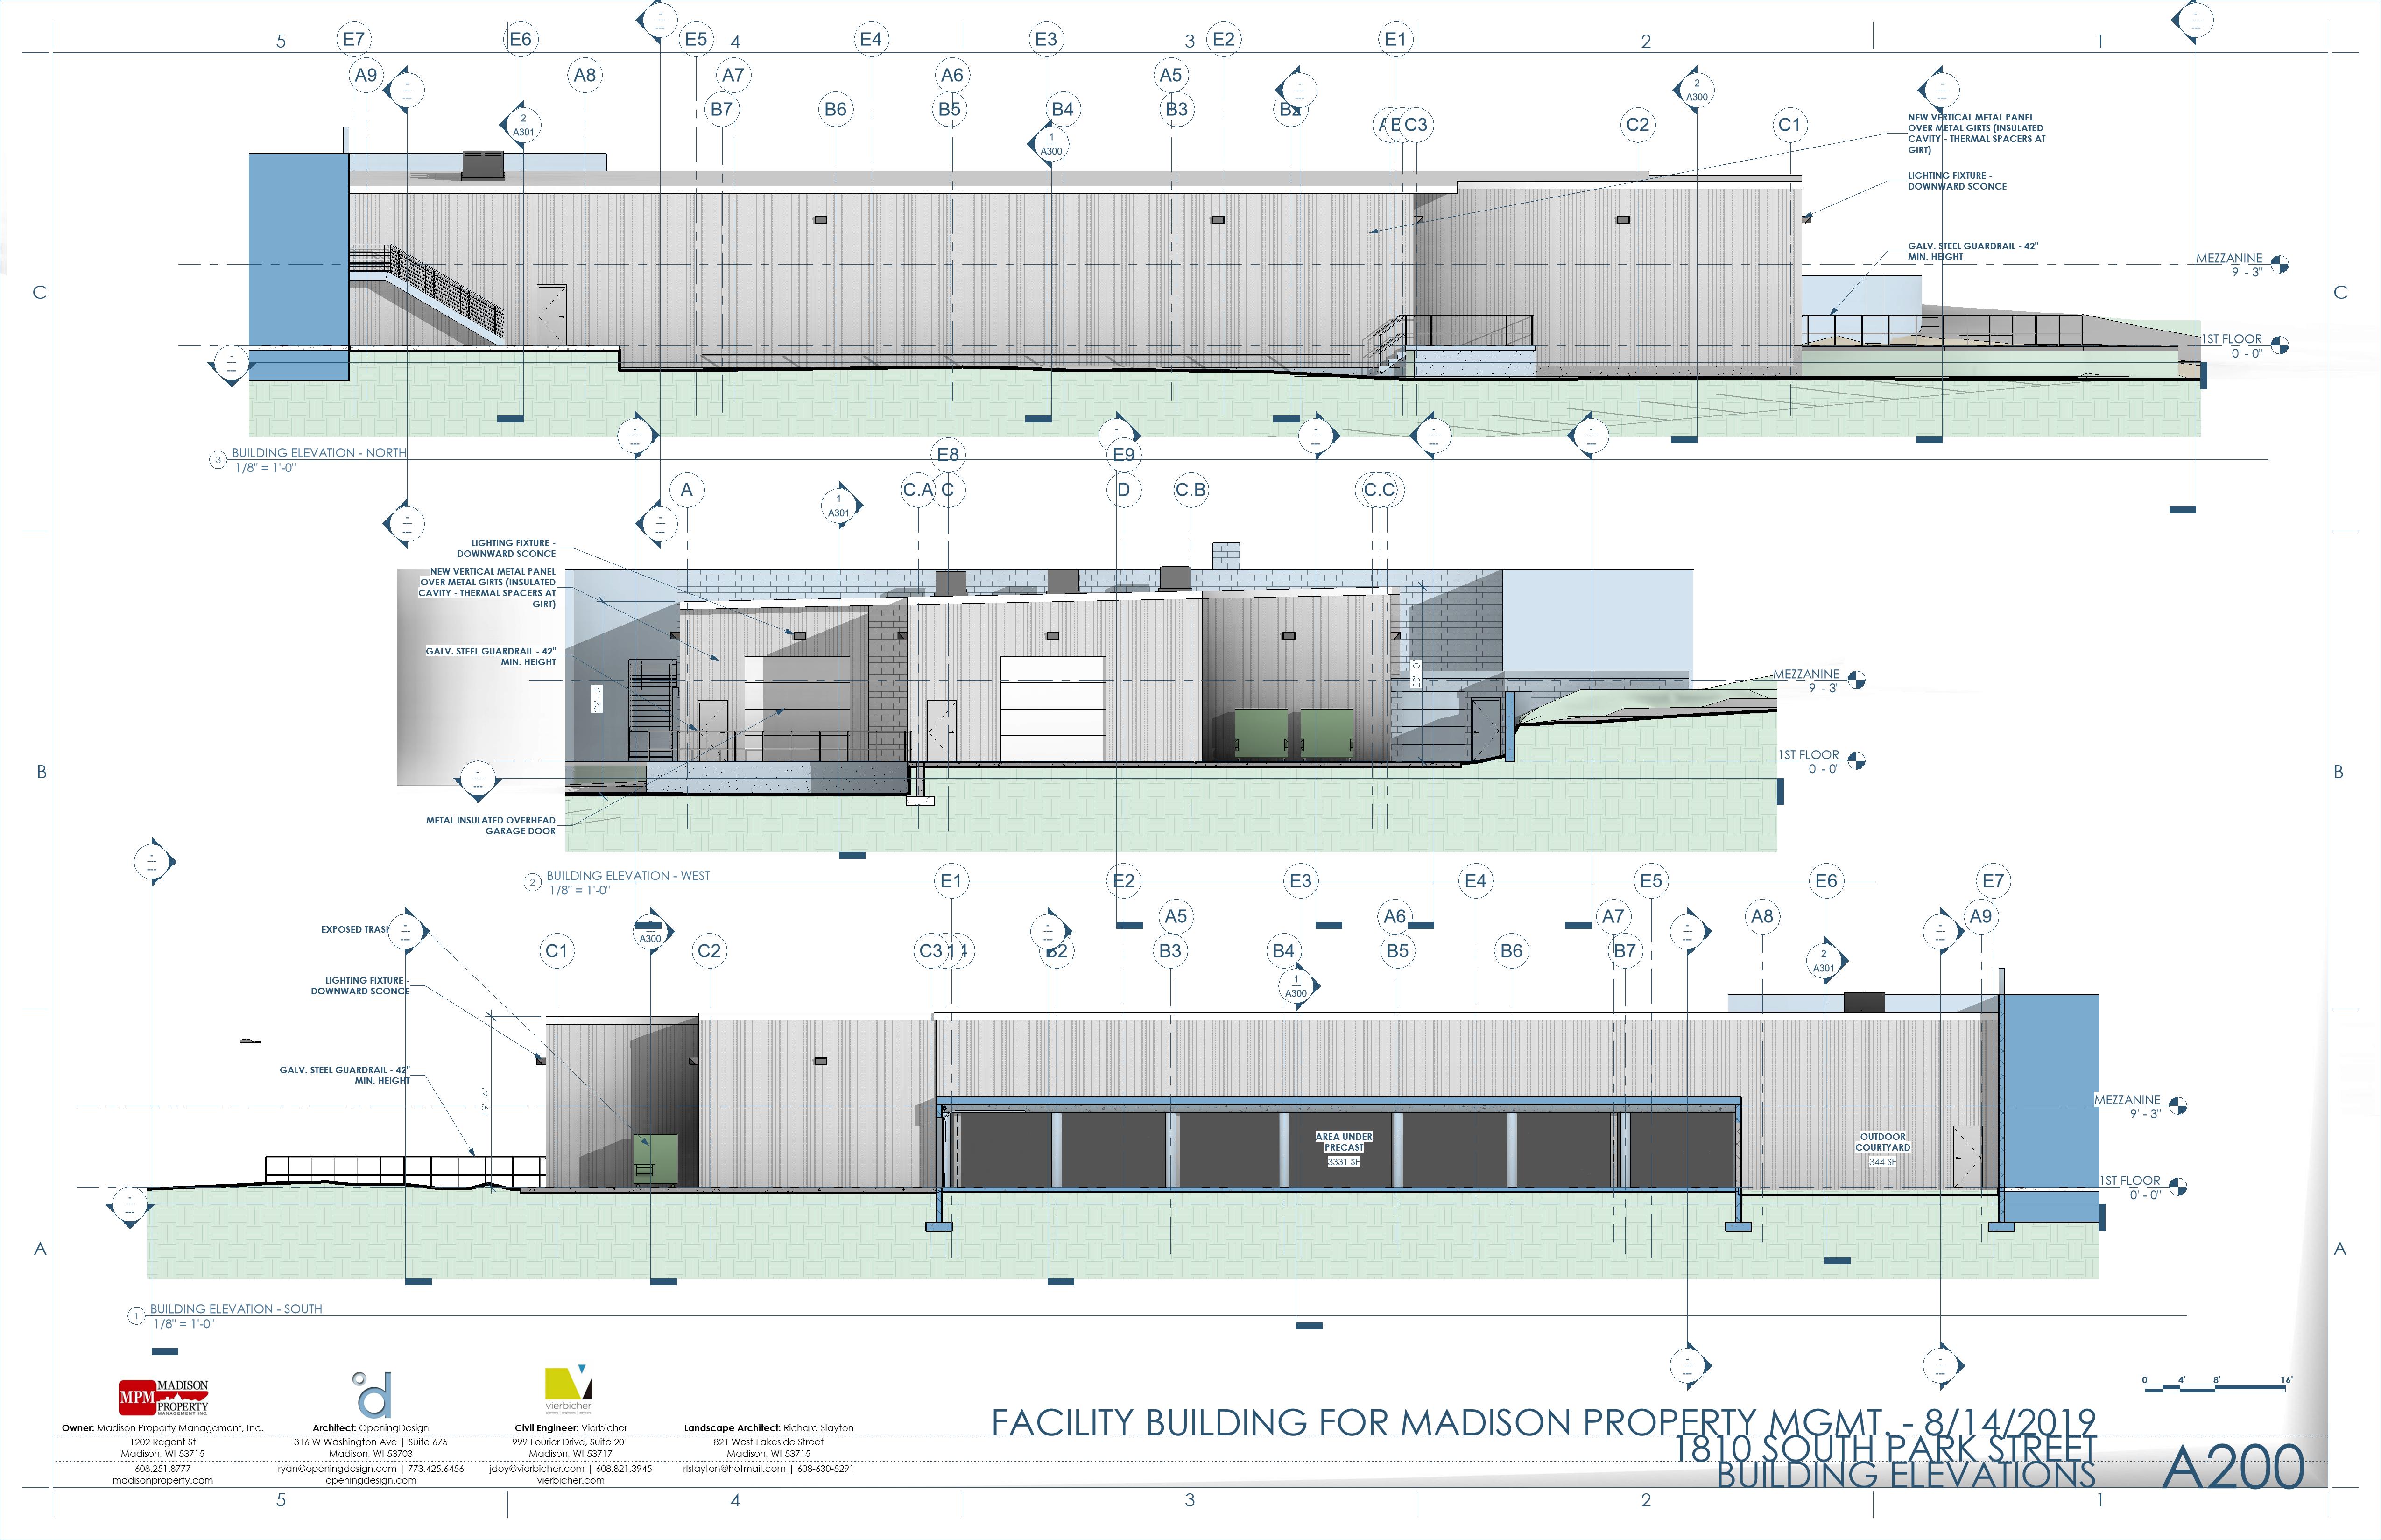 5 4 3 2 1
E7 E6 E5 E4 E3 E2 E1
A9 A8 A7 A6 A5
B7 B6 B5 B4 B3 B2
C3 C2 C1
2
A301
1
A300
2
A300
NEW VERTICAL METAL PANEL
OVER METAL GIRTS (INSULATED
CAVITY - THERMAL SPACERS AT
GIRT)
LIGHTING FIXTURE -
DOWNWARD SCONCE
GALV. STEEL GUARDRAIL - 42"
MIN. HEIGHT
MEZZANINE
9' - 3"
1ST FLOOR
0' - 0"
C C
3 BUILDING ELEVATION - NORTH
1/8" = 1'-0"
E8 E9
A C.A C D C.B C.C
1
A301
LIGHTING FIXTURE -
DOWNWARD SCONCE
NEW VERTICAL METAL PANEL
OVER METAL GIRTS (INSULATED
CAVITY - THERMAL SPACERS AT
GIRT)
GALV. STEEL GUARDRAIL - 42"
MIN. HEIGHT
22' - 3"
20' - 0"
MEZZANINE
9' - 3"
1ST FLOOR
0' - 0"
METAL INSULATED OVERHEAD
GARAGE DOOR
B B
2 BUILDING ELEVATION - WEST
1/8" = 1'-0"
E1 E2 E3 E4 E5 E6 E7
A5 A6 A7 A8 A9
C1 C2 C3 B2 B3 B4 B5 B6 B7
A300
1
A300
2
A301
EXPOSED
LIGHTING FIXTURE -
DOWNWARD SCONCE
GALV. STEEL GUARDRAIL - 42"
MIN. HEIGHT
19' - 6"
AREA UNDER
PRECAST
3331 SF
OUTDOOR
COURTYARD
344 SF
MEZZANINE
9' - 3"
1ST FLOOR
0' - 0"
A A
1 BUILDING ELEVATION - SOUTH
1/8" = 1'-0"
0 4' 8' 16'
MPM MADISON
PROPERTY
MANAGEMENT INC.
d
vierbicher
Owner: Madison Property Management, Inc.
1202 Regent St
Madison, WI 53715
608.251.8777
madisonproperty.com
Architect: OpeningDesign
316 W Washington Ave | Suite 675
Madison, WI 53703
ryan@openingdesign.com | 773.425.6456
openingdesign.com
Civil Engineer: Vierbicher
999 Fourier Drive, Suite 201
Madison, WI 53717
jdoy@vierbicher.com | 608.821.3945
vierbicher.com
Landscape Architect: Richard Slayton
821 West Lakeside Street
Madison, WI 53715
rlslayton@hotmail.com | 608-630-5291
FACILITY BUILDING FOR MADISON PROPERTY MGMT. - 8/14/2019
1810 SOUTH PARK STREET
BUILDING ELEVATIONS
A200
5 4 3 2 1